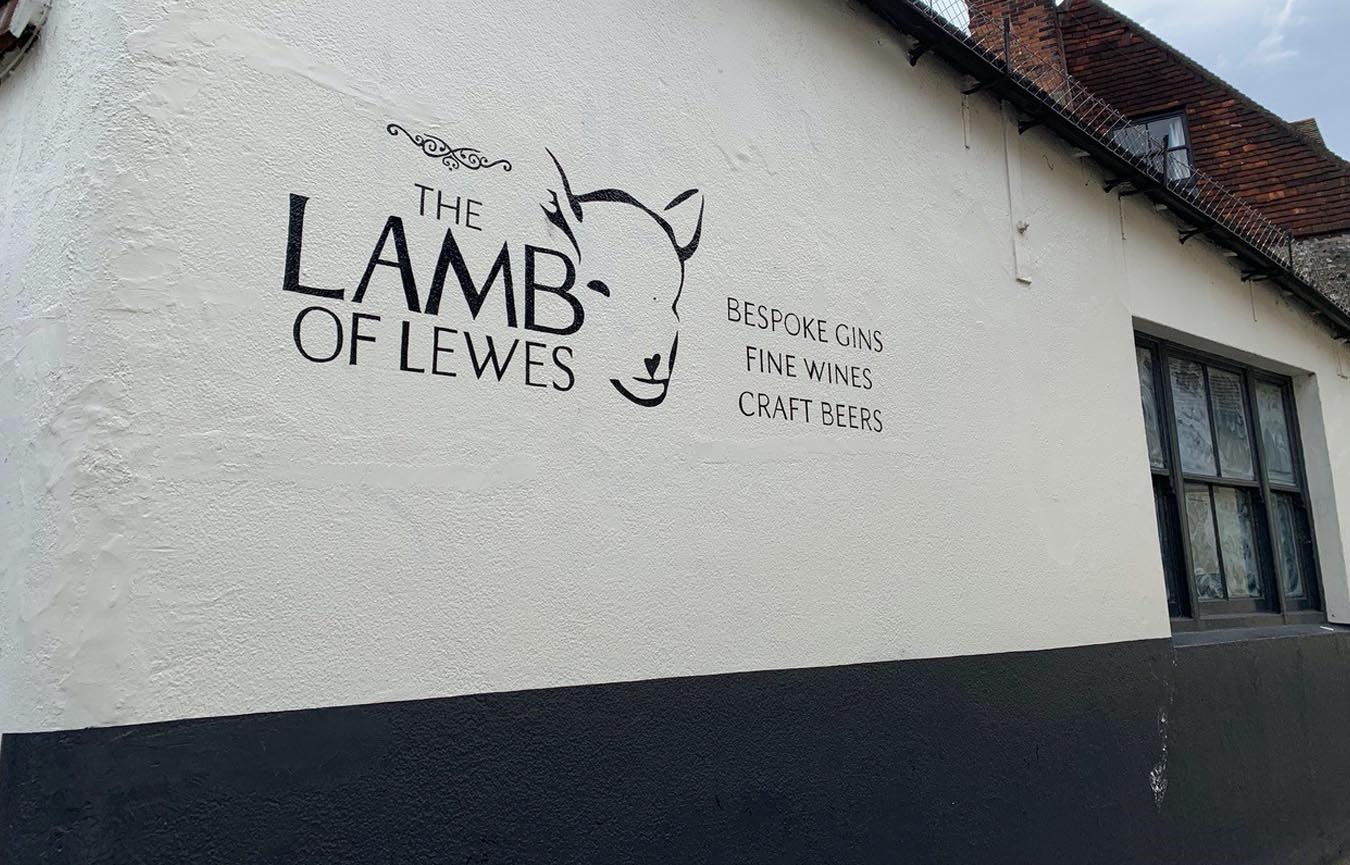 THE
LAMB
OF LEWES
BESPOKE GINS
FINE WINES
CRAFT BEERS